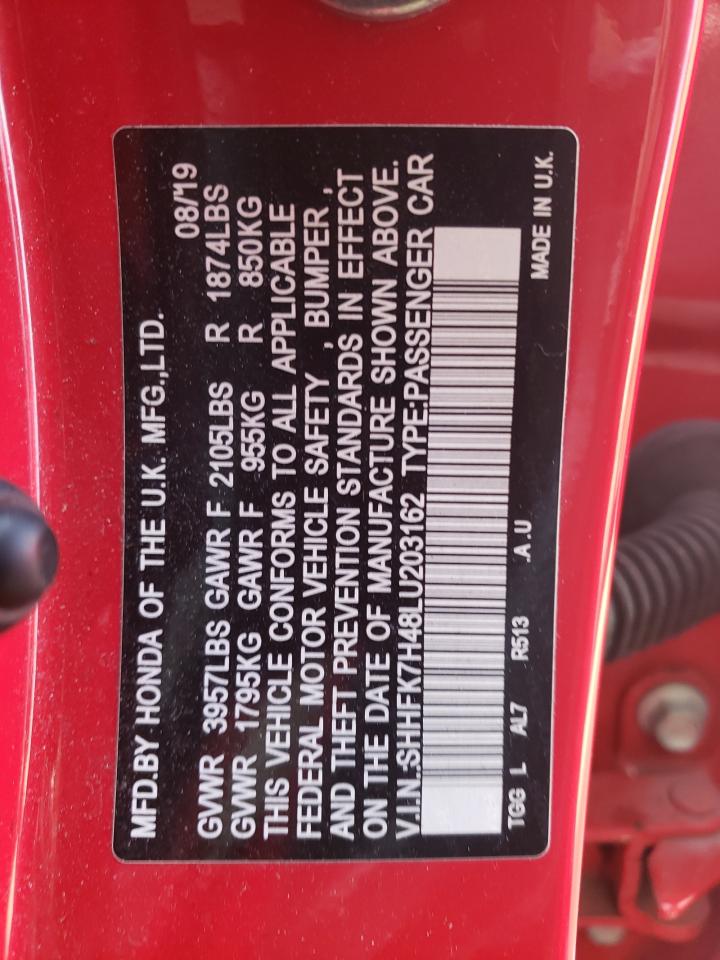 MFD.BY HONDA OF THE U.K. MFG.,LTD.
08/'19
GVWR 3957LBS GAWR F 2105LBS R 1874LBS
GVWR 1795KG GAWR F 955KG R 850KG
THIS VEHICLE CONFORMS TO ALL APPLICABLE
FEDERAL MOTOR VEHICLE SAFETY , BUMPER ,
AND THEFT PREVENTION STANDARDS IN EFFECT
ON THE DATE OF MANUFACTURE SHOWN ABOVE.
V.I.N.:SHHFK7H48LU203162 TYPE:PASSENGER CAR
TGG L AL7 R513 .A.U
MADE IN U.K.